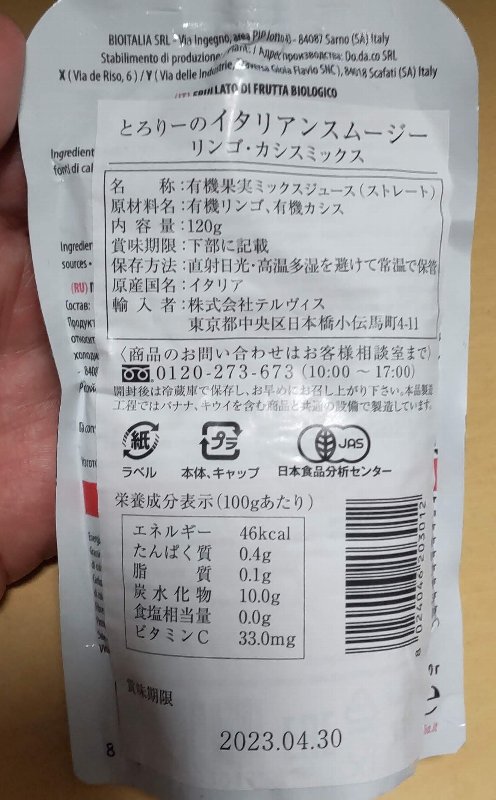 BIOITALIA SRL - Via Ingegno, area PIP - 84087 Sarno (SA) Italy
Stabilimento di produzione / Адрес производства: Do.da.co SRL
X ( Via de Riso, 6 ) / Y ( Via delle Industrie, Traversa Gioia Flavio SNC ), 84018 Scafati (SA) Italy
FRULLATO DI FRUTTA BIOLOGICO
とろりーのイタリアンスムージー
リンゴ・カシスミックス
名 称:有機果実ミックスジュース(ストレート)
原材料名:有機リンゴ、有機カシス
内 容 量:120g
賞味期限:下部に記載
保存方法:直射日光・高温多湿を避けて常温で保管
原産国名:イタリア
輸 入 者:株式会社テルヴィス
東京都中央区日本橋小伝馬町4-11
〈商品のお問い合わせはお客様相談室まで〉
0120-273-673 (10:00 ～ 17:00)
開封後は冷蔵庫で保存し、お早めにお召し上がり下さい。本品製造
工程ではバナナ、キウイを含む商品と共通の設備で製造しています。
紙 プラ JAS
ラベル 本体、キャップ 日本食品分析センター
栄養成分表示(100gあたり)
エネルギー 46kcal
たんぱく質 0.4g
脂 質 0.1g
炭水化物 10.0g
食塩相当量 0.0g
ビタミンC 33.0mg
8024046203012
賞味期限
2023.04.30
Ingredient
Ingredien
sources •
(RU)
Состав:
Продукт
8